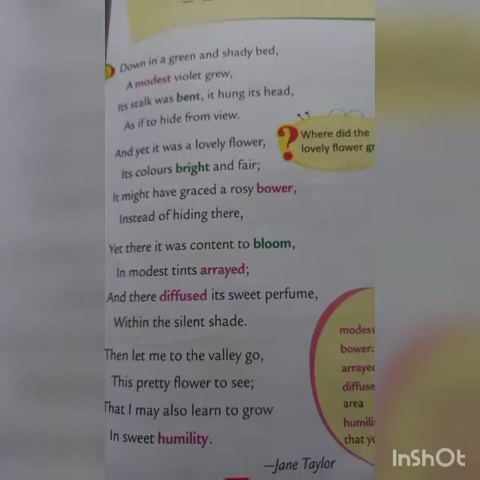 Down in a green and shady bed,
A modest violet grew,
Its stalk was bent, it hung its head,
As if to hide from view.
And yet it was a lovely flower,
Its colours bright and fair;
It might have graced a rosy bower,
Instead of hiding there,
Yet there it was content to bloom,
In modest tints arrayed;
And there diffused its sweet perfume,
Within the silent shade.
Then let me to the valley go,
This pretty flower to see;
That I may also learn to grow
In sweet humility.
—Jane Taylor
?
Where did the
lovely flower gr
modest
bower:
arrayed
diffuse
area
humili
that yo
InShOt